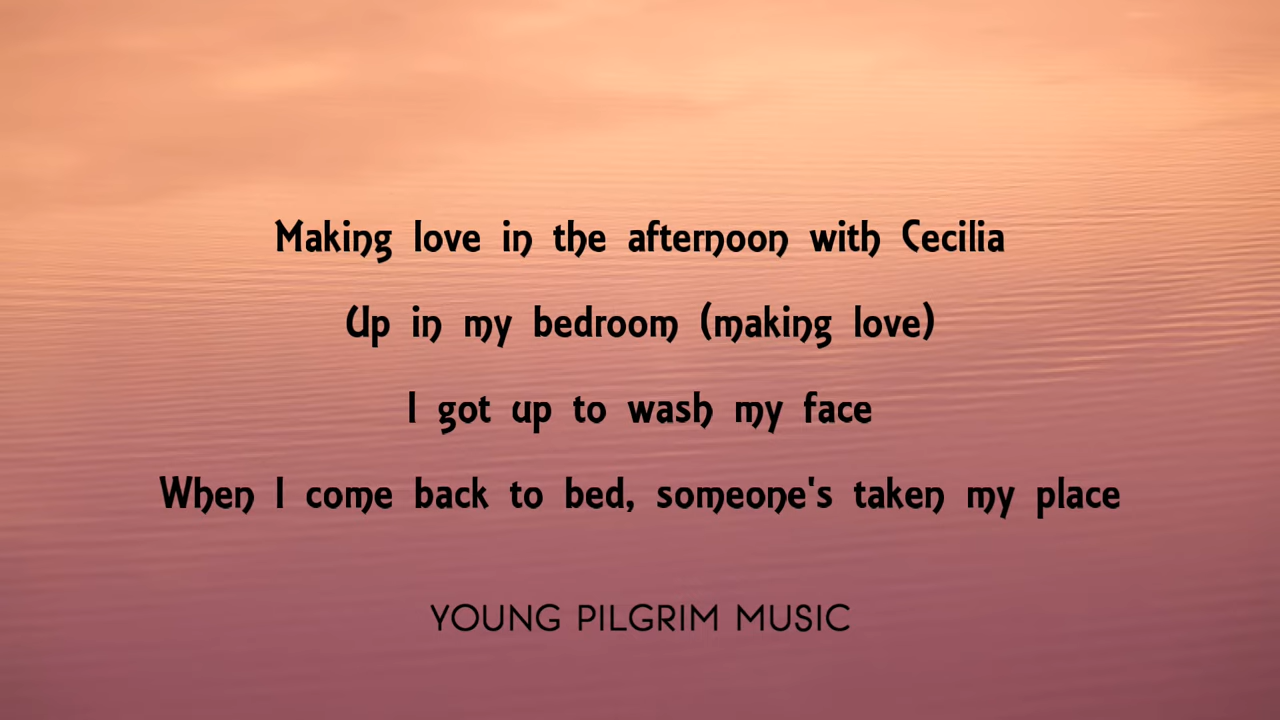 Making love in the afternoon with Cecilia
Up in my bedroom (making love)
I got up to wash my face
When I come back to bed, someone's taken my place
YOUNG PILGRIM MUSIC